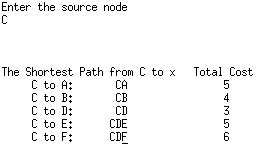 Enter the source node
C
The Shortest Path from C to x Total Cost
C to A: CA 5
C to B: CB 4
C to D: CD 3
C to E: CDE 5
C to F: CDF 6